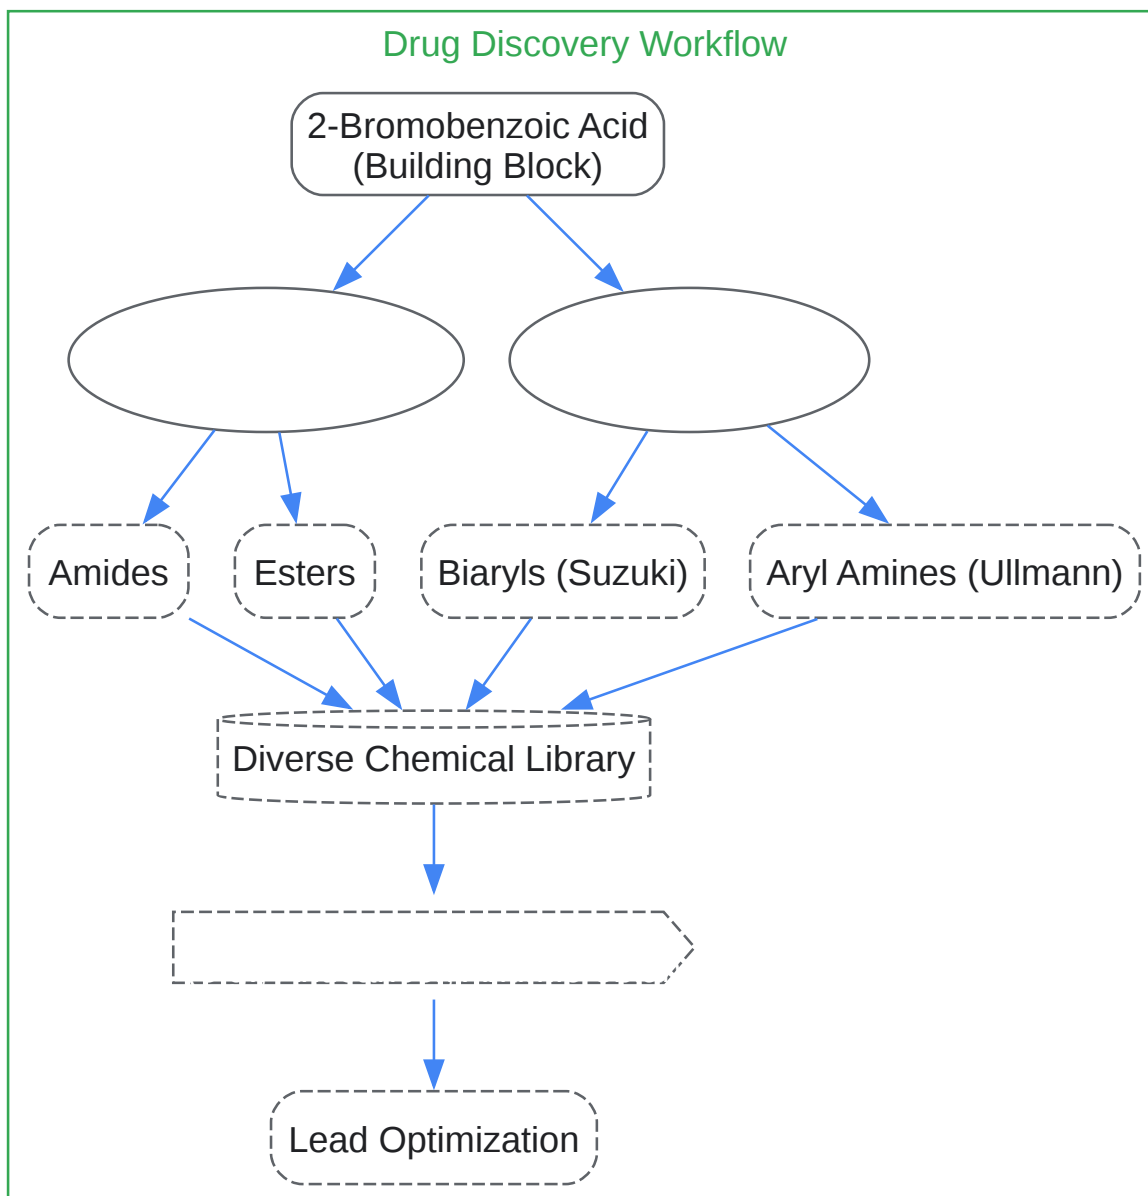 Drug Discovery Workflow
2-Bromobenzoic Acid
(Building Block)
Amides
Esters
Biaryls (Suzuki)
Aryl Amines (Ullmann)
Diverse Chemical Library
Lead Optimization